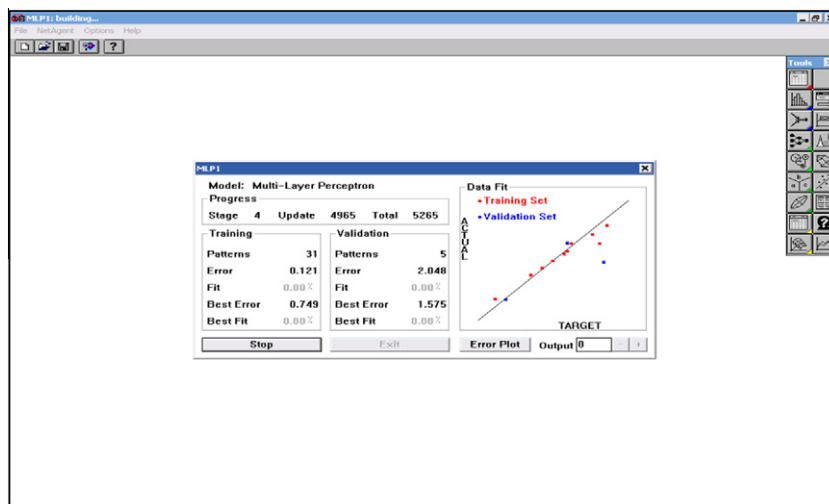 MLP1: building...
File NetAgent Options Help
Tools
MLP1
Model: Multi-Layer Perceptron
Progress
Stage 4 Update 4965 Total 5265
Training
Patterns 31
Error 0.121
Fit 0.00%
Best Error 0.749
Best Fit 0.00%
Validation
Patterns 5
Error 2.048
Fit 0.00%
Best Error 1.575
Best Fit 0.00%
Data Fit
Training Set
Validation Set
ACTUAL
TARGET
Stop
Exit
Error Plot
Output 0 - +